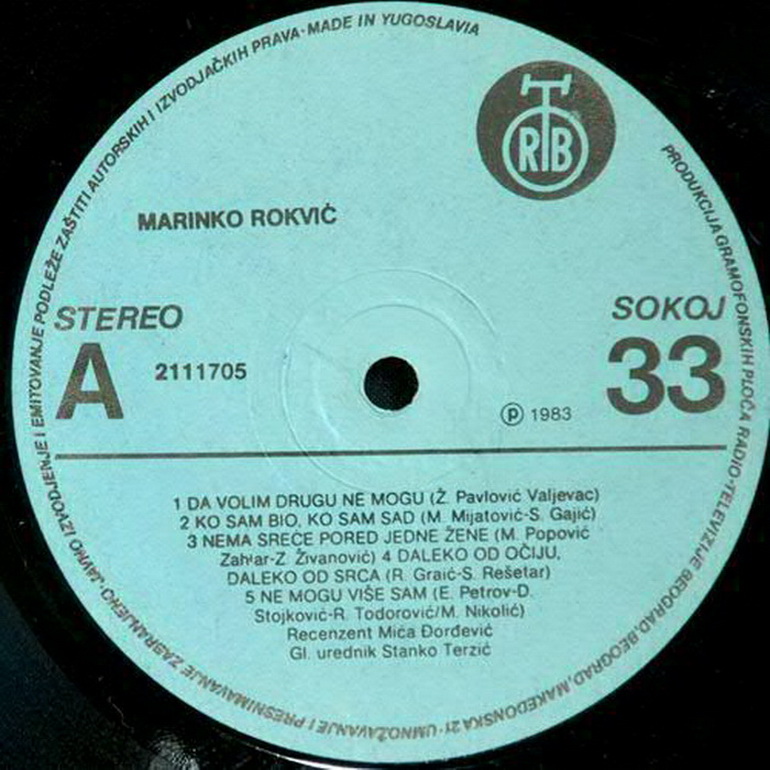 JAVNO IZVODJENJE I EMITOVANJE PODLEŽE ZAŠTITI AUTORSKIH I IZVODJAČKIH PRAVA·MADE IN YUGOSLAVIA
RTB
PRODUKCIJA GRAMOFONSKIH PLOČA RADIO-TELEVIZIJE BEOGRAD, BEOGRAD, MAKEDONSKA 21·UMNOŽAVANJE I PRESNIMAVANJE ZABRANJENO·
MARINKO ROKVIĆ
STEREO
SOKOJ
A
2111705
33
℗ 1983
1 DA VOLIM DRUGU NE MOGU (Ž. Pavlović Valjevac)
2 KO SAM BIO, KO SAM SAD (M. Mijatović-S. Gajić)
3 NEMA SREĆE PORED JEDNE ŽENE (M. Popović
Zahar-Z. Živanović) 4 DALEKO OD OČIJU,
DALEKO OD SRCA (R. Graić-S. Rešetar)
5 NE MOGU VIŠE SAM (E. Petrov-D.
Stojković-R. Todorović/M. Nikolić)
Recenzent Mića Đorđević
Gl. urednik Stanko Terzić